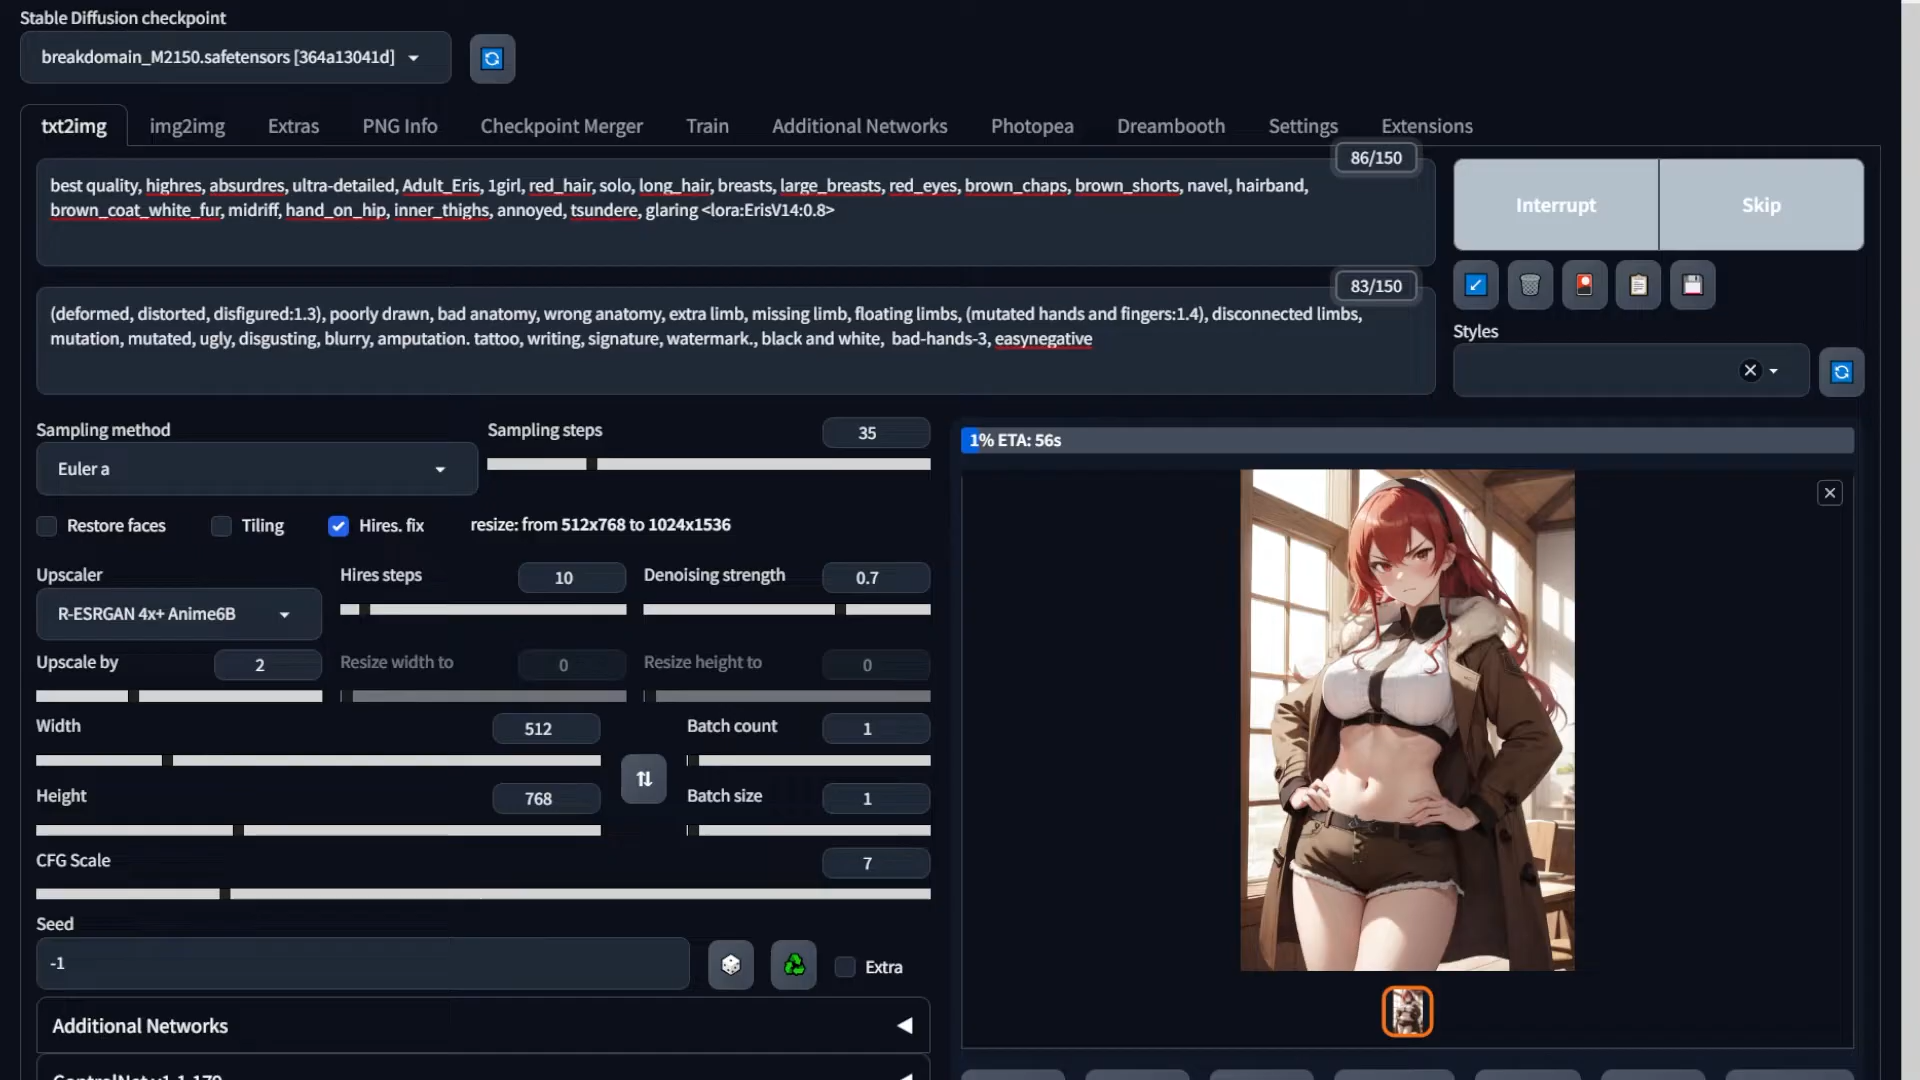 Stable Diffusion checkpoint
breakdomain_M2150.safetensors [364a13041d]
txt2img img2img Extras PNG Info Checkpoint Merger Train Additional Networks Photopea Dreambooth Settings Extensions
86/150
best quality, highres, absurdres, ultra-detailed, Adult_Eris, 1girl, red_hair, solo, long_hair, breasts, large_breasts, red_eyes, brown_chaps, brown_shorts, navel, hairband,
brown_coat_white_fur, midriff, hand_on_hip, inner_thighs, annoyed, tsundere, glaring <lora:ErisV14:0.8>
Interrupt Skip
83/150
(deformed, distorted, disfigured:1.3), poorly drawn, bad anatomy, wrong anatomy, extra limb, missing limb, floating limbs, (mutated hands and fingers:1.4), disconnected limbs,
mutation, mutated, ugly, disgusting, blurry, amputation. tattoo, writing, signature, watermark., black and white, bad-hands-3, easynegative
Styles
Sampling method
Euler a
Sampling steps 35
1% ETA: 56s
Restore faces Tiling Hires. fix resize: from 512x768 to 1024x1536
Upscaler
R-ESRGAN 4x+ Anime6B
Hires steps 10
Denoising strength 0.7
Upscale by 2
Resize width to 0
Resize height to 0
Width 512
Batch count 1
Height 768
Batch size 1
CFG Scale 7
Seed
-1
Extra
Additional Networks
ControlNet v1.1.179